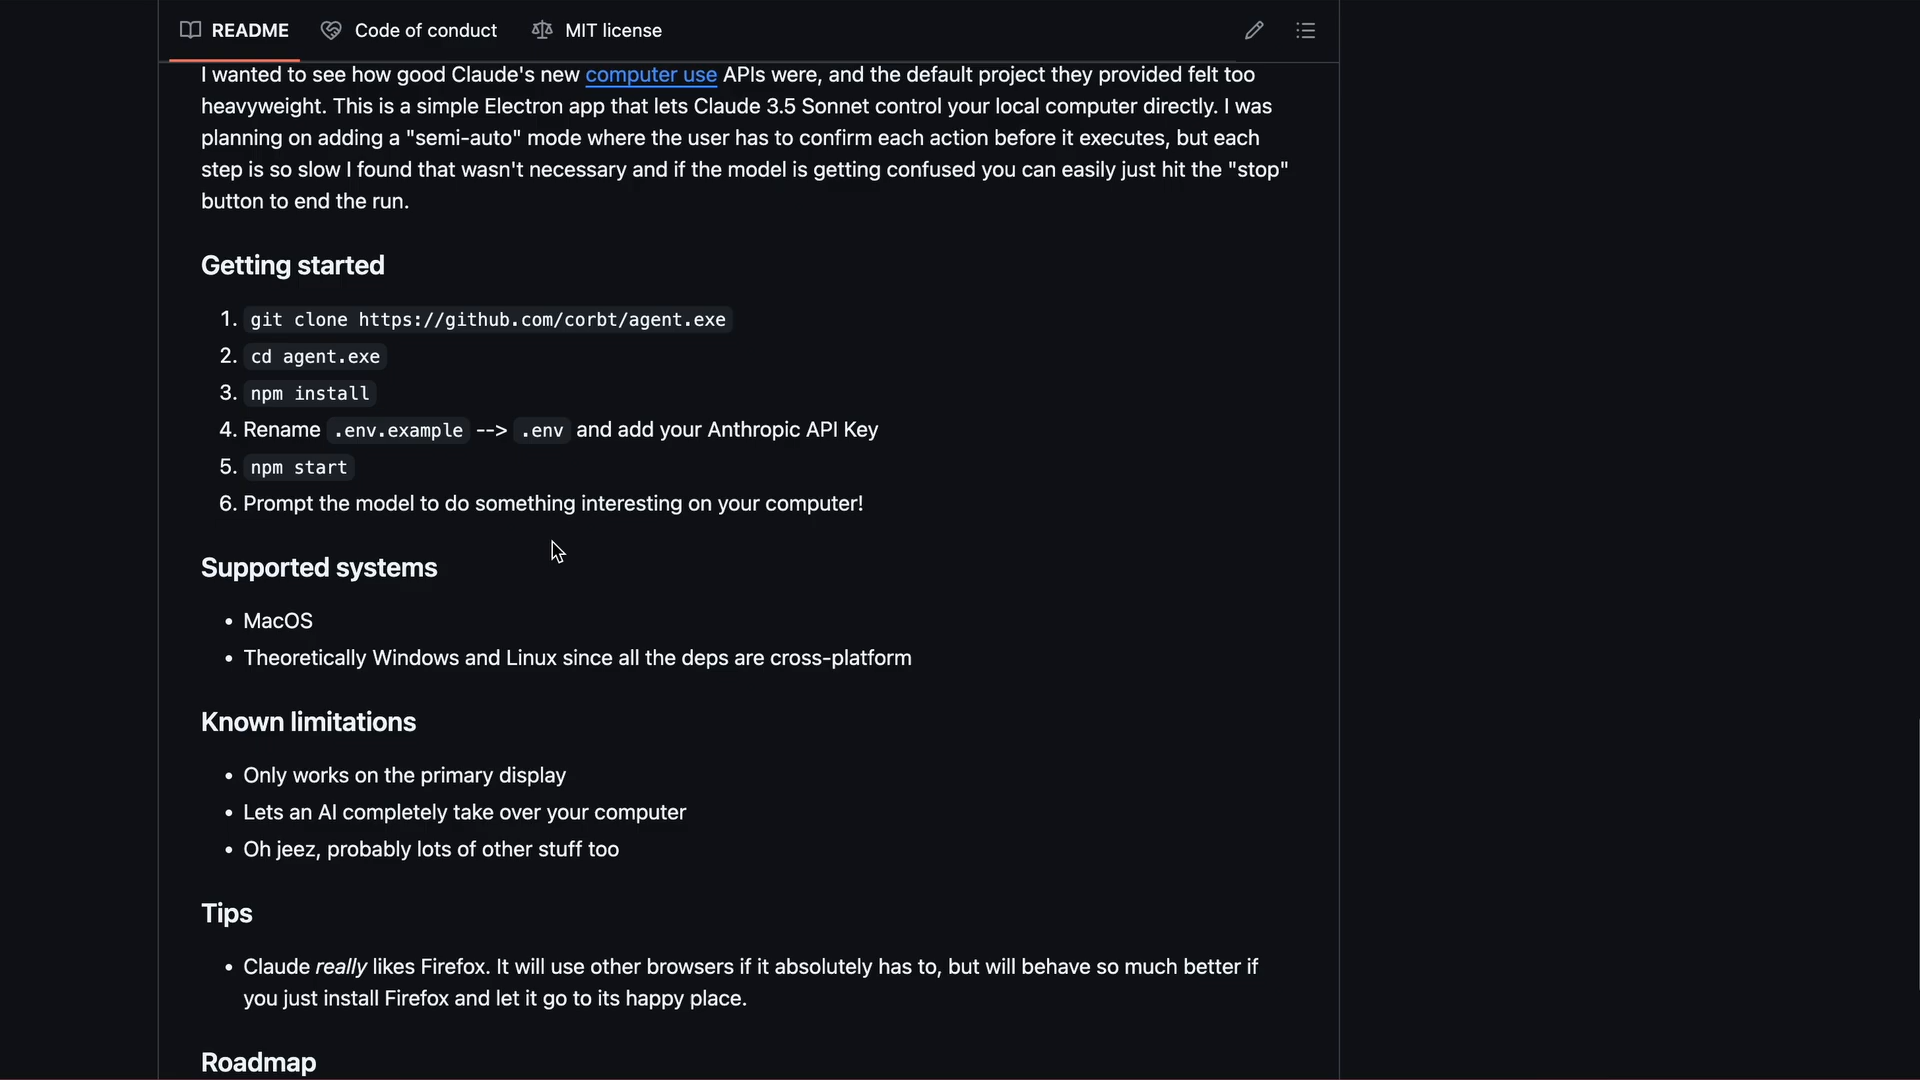 README Code of conduct MIT license
I wanted to see how good Claude's new computer use APIs were, and the default project they provided felt too
heavyweight. This is a simple Electron app that lets Claude 3.5 Sonnet control your local computer directly. I was
planning on adding a "semi-auto" mode where the user has to confirm each action before it executes, but each
step is so slow I found that wasn't necessary and if the model is getting confused you can easily just hit the "stop"
button to end the run.
Getting started
1. git clone https://github.com/corbt/agent.exe
2. cd agent.exe
3. npm install
4. Rename .env.example --> .env and add your Anthropic API Key
5. npm start
6. Prompt the model to do something interesting on your computer!
Supported systems
• MacOS
• Theoretically Windows and Linux since all the deps are cross-platform
Known limitations
• Only works on the primary display
• Lets an AI completely take over your computer
• Oh jeez, probably lots of other stuff too
Tips
• Claude really likes Firefox. It will use other browsers if it absolutely has to, but will behave so much better if
you just install Firefox and let it go to its happy place.
Roadmap